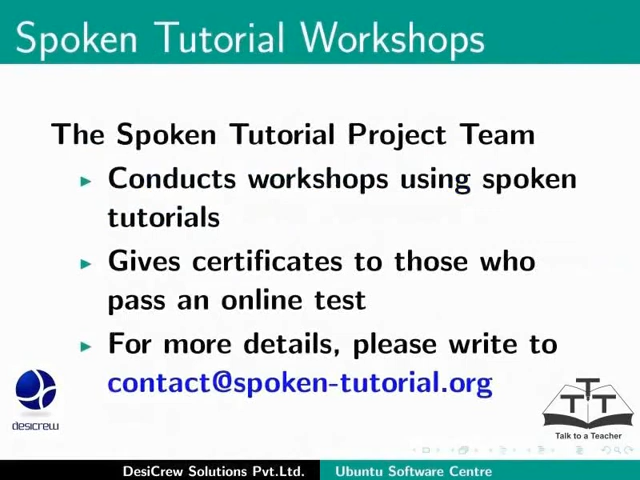 Spoken Tutorial Workshops
The Spoken Tutorial Project Team
Conducts workshops using spoken
tutorials
Gives certificates to those who
pass an online test
For more details, please write to
contact@spoken-tutorial.org
desicrew
T T T
Talk to a Teacher
DesiCrew Solutions Pvt.Ltd. Ubuntu Software Centre